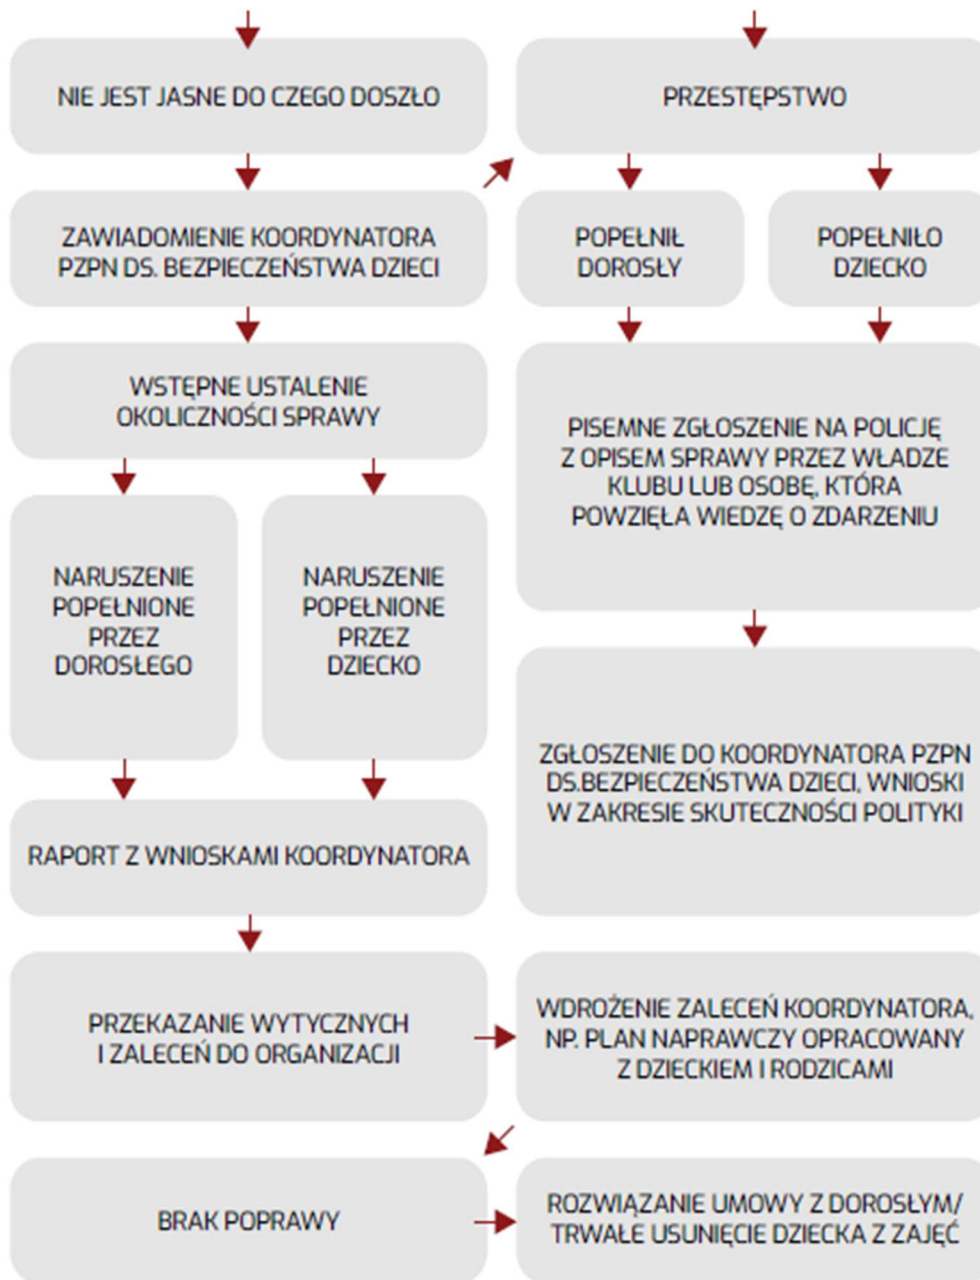 NIE JEST JASNE DO CZEGO DOSZŁO
PRZESTĘPSTWO
ZAWIADOMIENIE KOORDYNATORA
PZPN DS. BEZPIECZEŃSTWA DZIECI
POPEŁNIŁ
DOROSŁY
POPEŁNIŁO
DZIECKO
WSTĘPNE USTALENIE
OKOLICZNOŚCI SPRAWY
PISEMNE ZGŁOSZENIE NA POLICJĘ
Z OPISEM SPRAWY PRZEZ WŁADZE
KLUBU LUB OSOBĘ, KTÓRA
POWZIĘŁA WIEDZĘ O ZDARZENIU
NARUSZENIE
POPEŁNIONE
PRZEZ
DOROSŁEGO
NARUSZENIE
POPEŁNIONE
PRZEZ
DZIECKO
ZGŁOSZENIE DO KOORDYNATORA PZPN
DS.BEZPIECZEŃSTWA DZIECI, WNIOSKI
W ZAKRESIE SKUTECZNOŚCI POLITYKI
RAPORT Z WNIOSKAMI KOORDYNATORA
PRZEKAZANIE WYTYCZNYCH
I ZALECEŃ DO ORGANIZACJI
WDROŻENIE ZALECEŃ KOORDYNATORA,
NP. PLAN NAPRAWCZY OPRACOWANY
Z DZIECKIEM I RODZICAMI
BRAK POPRAWY
ROZWIĄZANIE UMOWY Z DOROSŁYM/
TRWAŁE USUNIĘCIE DZIECKA Z ZAJĘĆ